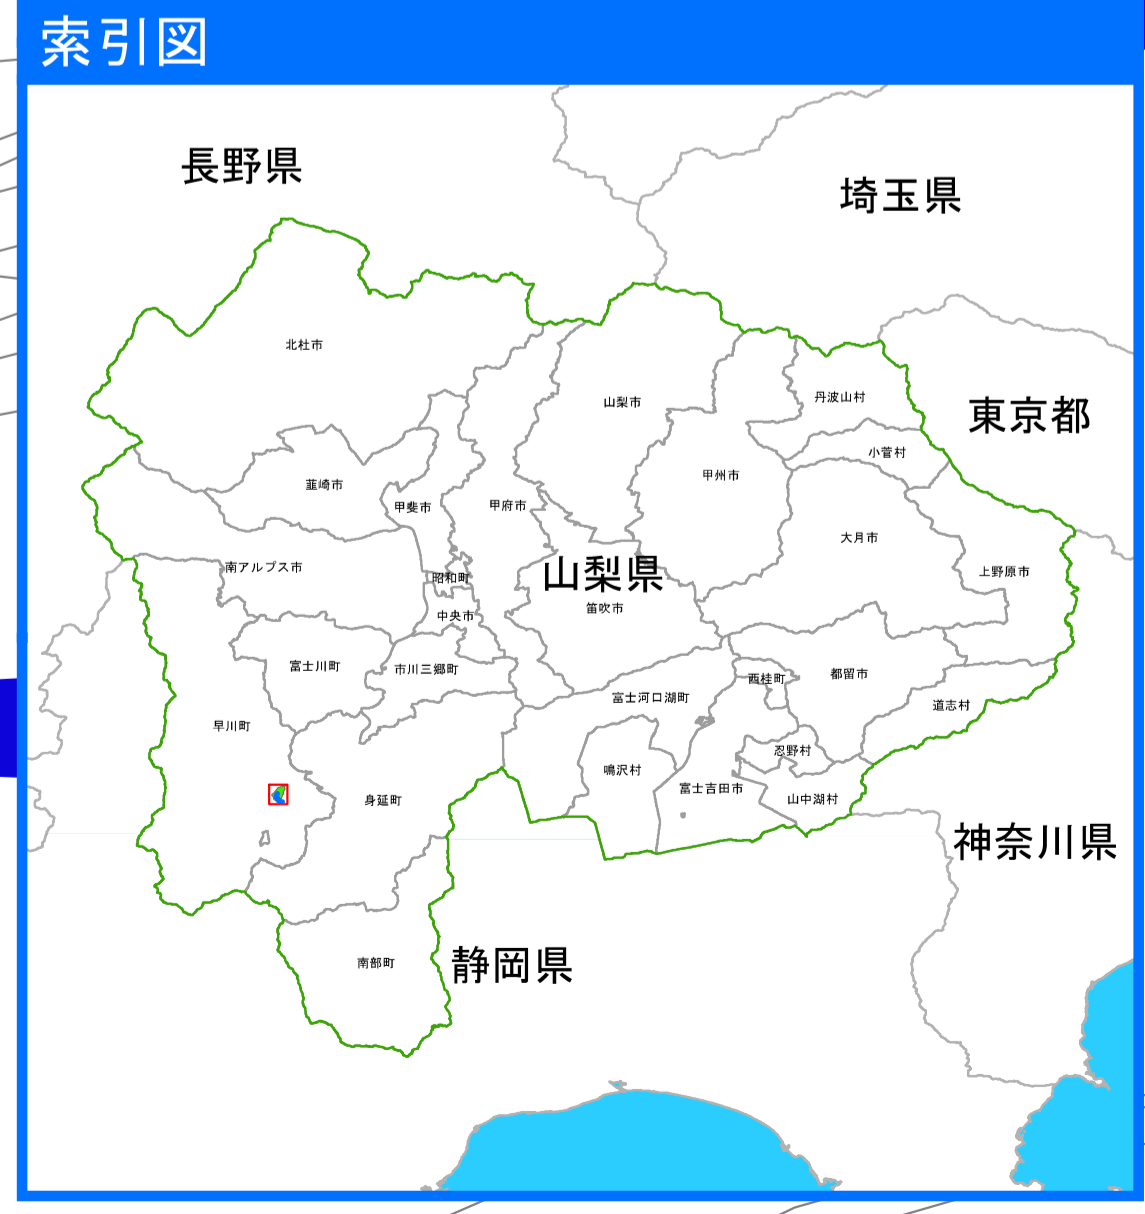 索引図
長野県
埼玉県
北杜市
山梨市
丹波山村
東京都
小菅村
甲州市
韮崎市
甲斐市
甲府市
大月市
南アルプス市
昭和町
山梨県
上野原市
笛吹市
中央市
富士川町
市川三郷町
西桂町
都留市
富士河口湖町
道志村
早川町
忍野村
鳴沢村
富士吉田市
身延町
山中湖村
神奈川県
南部町
静岡県